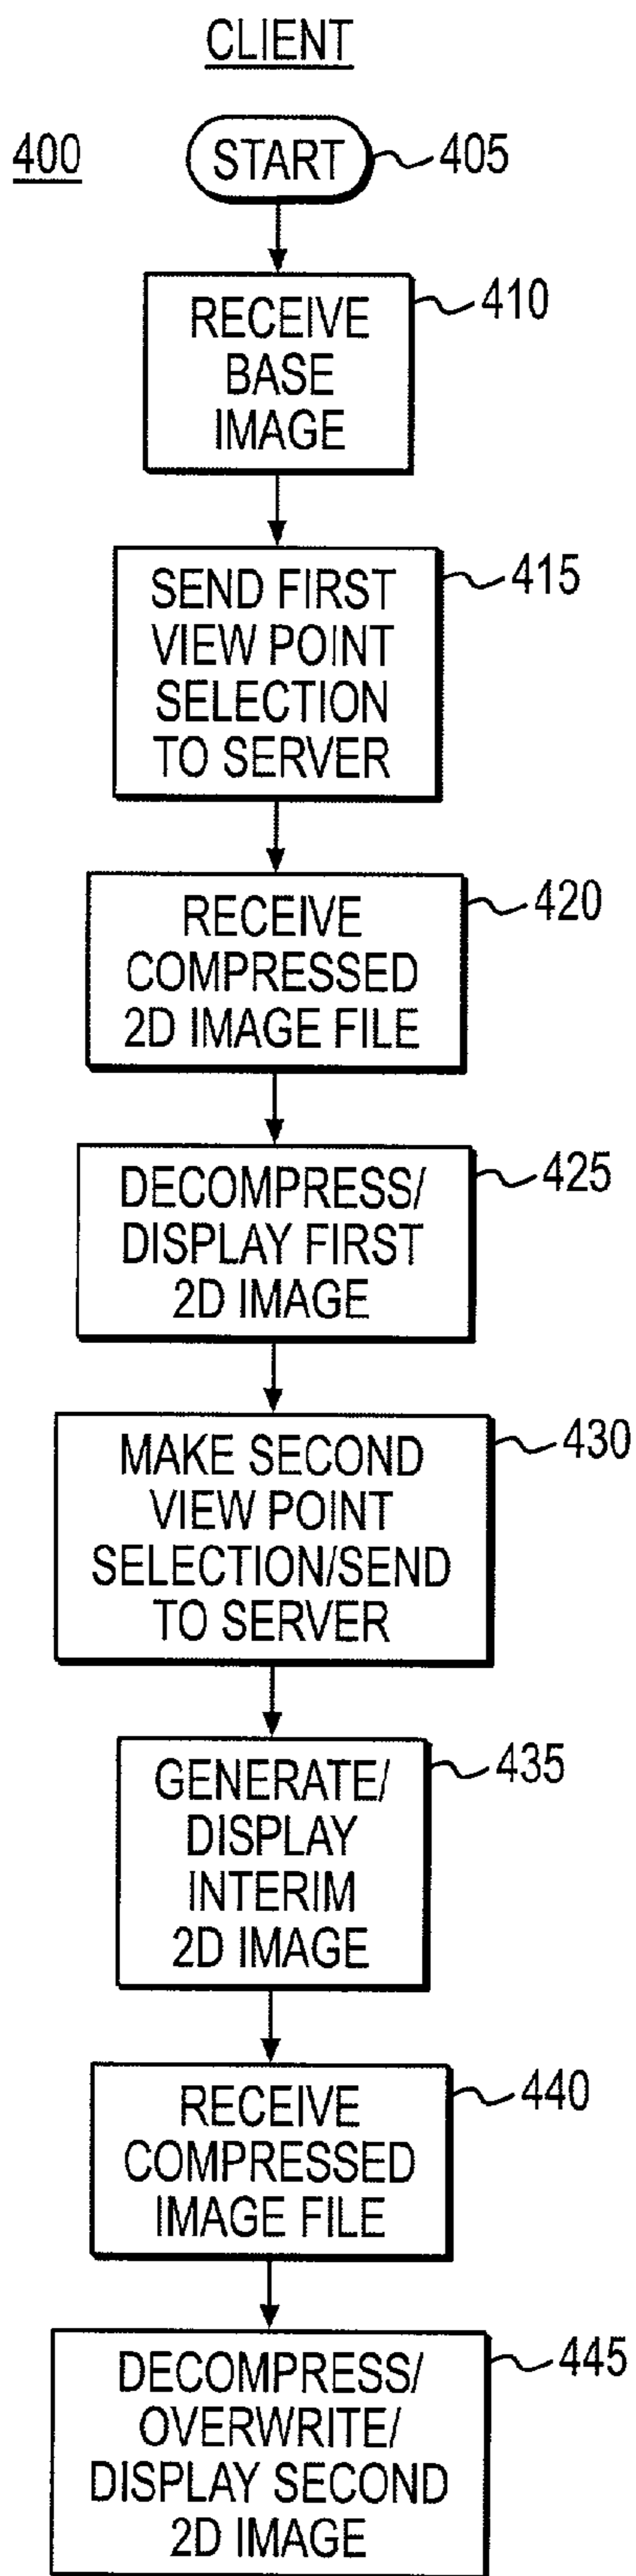 CLIENT
400
START
405
RECEIVE
BASE
IMAGE
410
SEND FIRST
VIEW POINT
SELECTION
TO SERVER
415
RECEIVE
COMPRESSED
2D IMAGE FILE
420
DECOMPRESS/
DISPLAY FIRST
2D IMAGE
425
MAKE SECOND
VIEW POINT
SELECTION/SEND
TO SERVER
430
GENERATE/
DISPLAY
INTERIM
2D IMAGE
435
RECEIVE
COMPRESSED
IMAGE FILE
440
DECOMPRESS/
OVERWRITE/
DISPLAY SECOND
2D IMAGE
445